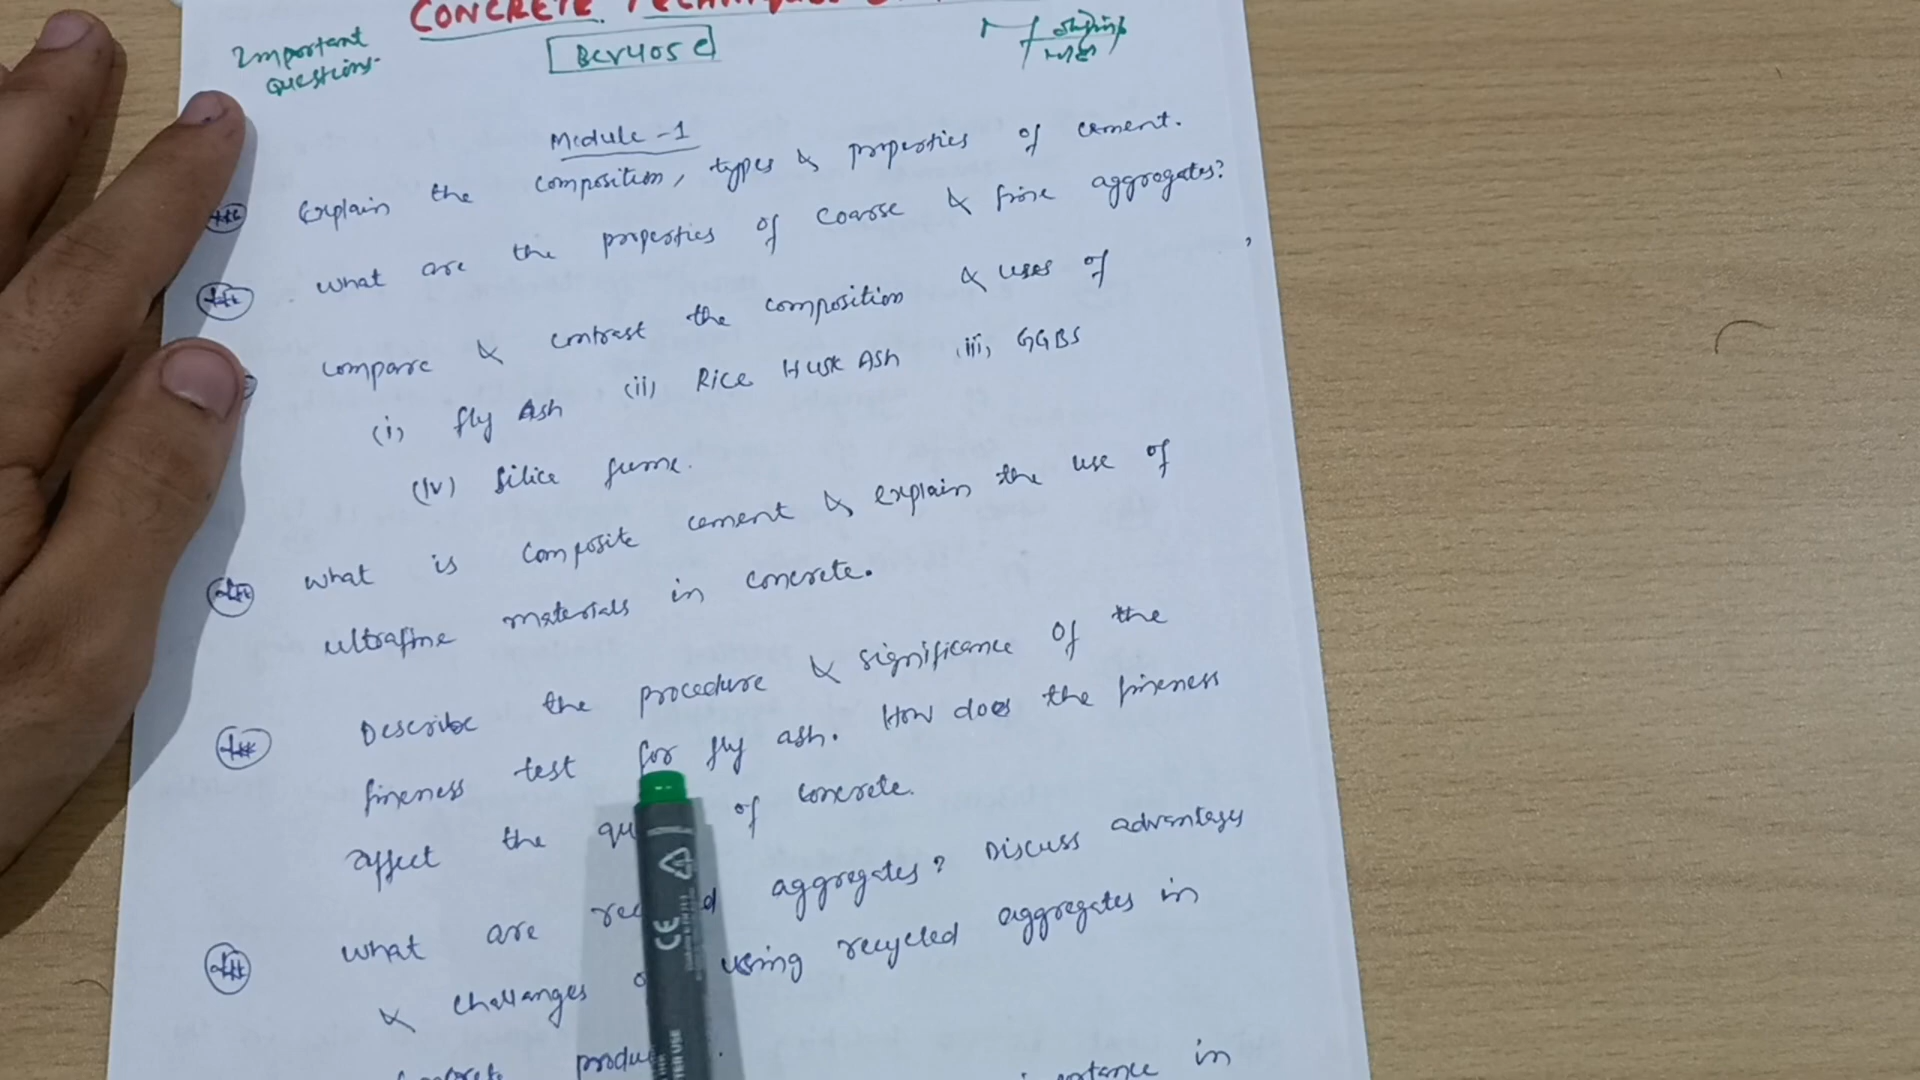 CONCRETE
Important
questions.
BCV405C
Module-1
Explain the composition, types & properties of cement.
What are the properties of coarse & fine aggregates?
Compare & contrast the composition & uses of
(i) fly Ash (ii) Rice Husk Ash (iii) GGBS
(iv) Silica fume.
What is composite cement & explain the use of
ultrafine materials in concrete.
Describe the procedure & significance of the
fineness test for fly ash. How does the fineness
affect the of concrete.
What are aggregates? Discuss advantages
& challanges using recycled aggregates in
in
CE